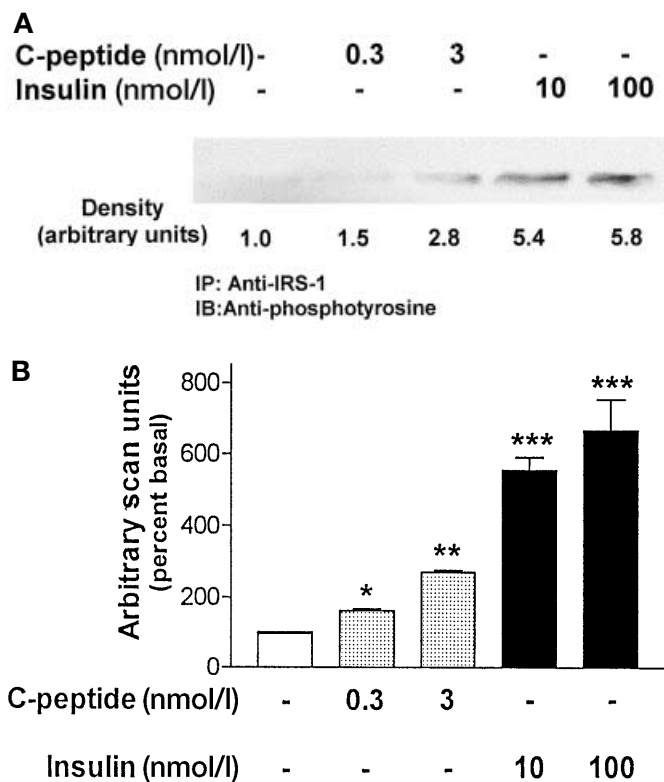 A
C-peptide (nmol/l)- 0.3 3 - -
Insulin (nmol/l) - - - 10 100
Density
(arbitrary units) 1.0 1.5 2.8 5.4 5.8
IP: Anti-IRS-1
IB:Anti-phosphotyrosine
B
Arbitrary scan units
(percent basal)
800
600
400
200
0
* ** *** ***
C-peptide (nmol/l) - 0.3 3 - -
Insulin (nmol/l) - - - 10 100